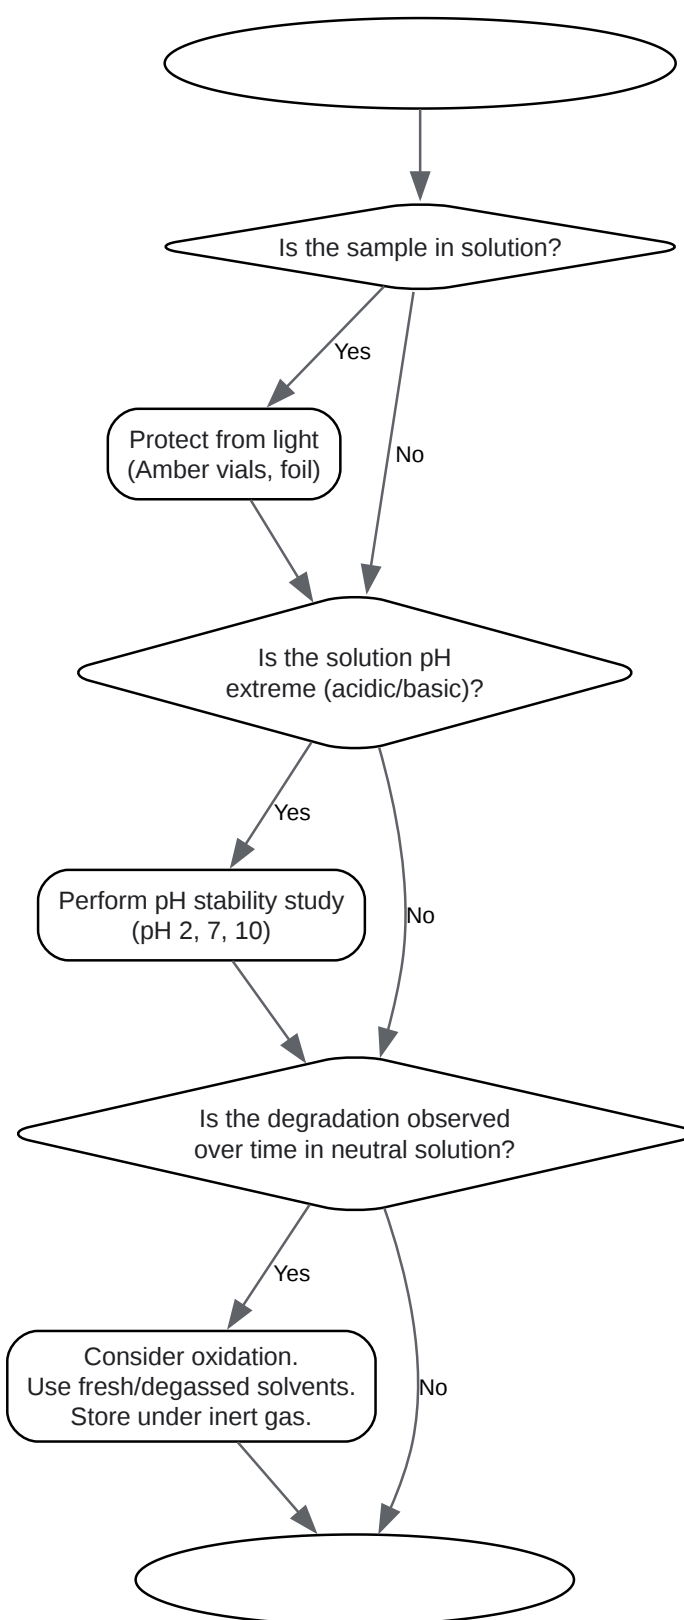 Is the sample in solution?
Yes
Protect from light
(Amber vials, foil)
No
Is the solution pH
extreme (acidic/basic)?
Yes
Perform pH stability study
(pH 2, 7, 10)
No
Is the degradation observed
over time in neutral solution?
Yes
Consider oxidation.
Use fresh/degassed solvents.
Store under inert gas.
No